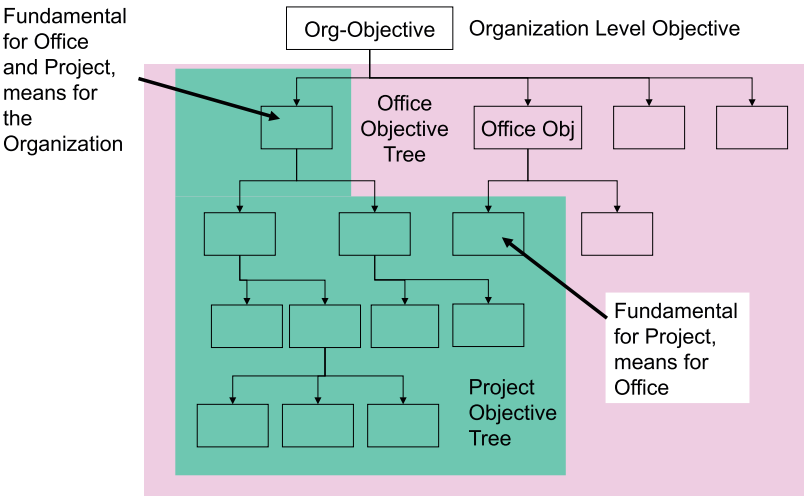 Fundamental
for Office
and Project,
means for
the
Organization
Org-Objective
Organization Level Objective
Office
Objective
Tree
Office Obj
Fundamental
for Project,
means for
Office
Project
Objective
Tree